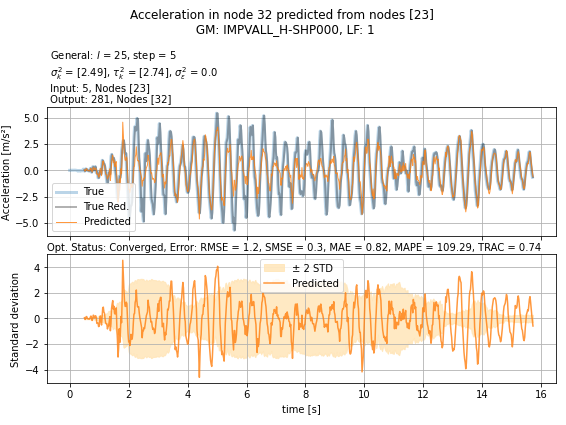 Acceleration in node 32 predicted from nodes [23]
GM: IMPVALL_H-SHP000, LF: 1
General: l = 25, step = 5
σ²ₖ = [2.49], τ²ₖ = [2.74], σ²ε = 0.0
Input: 5, Nodes [23]
Output: 281, Nodes [32]
5.0
2.5
0.0
−2.5
−5.0
Acceleration [m/s²]
True
True Red.
Predicted
Opt. Status: Converged, Error: RMSE = 1.2, SMSE = 0.3, MAE = 0.82, MAPE = 109.29, TRAC = 0.74
4
2
0
−2
−4
Standard deviation
± 2 STD
Predicted
0 2 4 6 8 10 12 14 16
time [s]